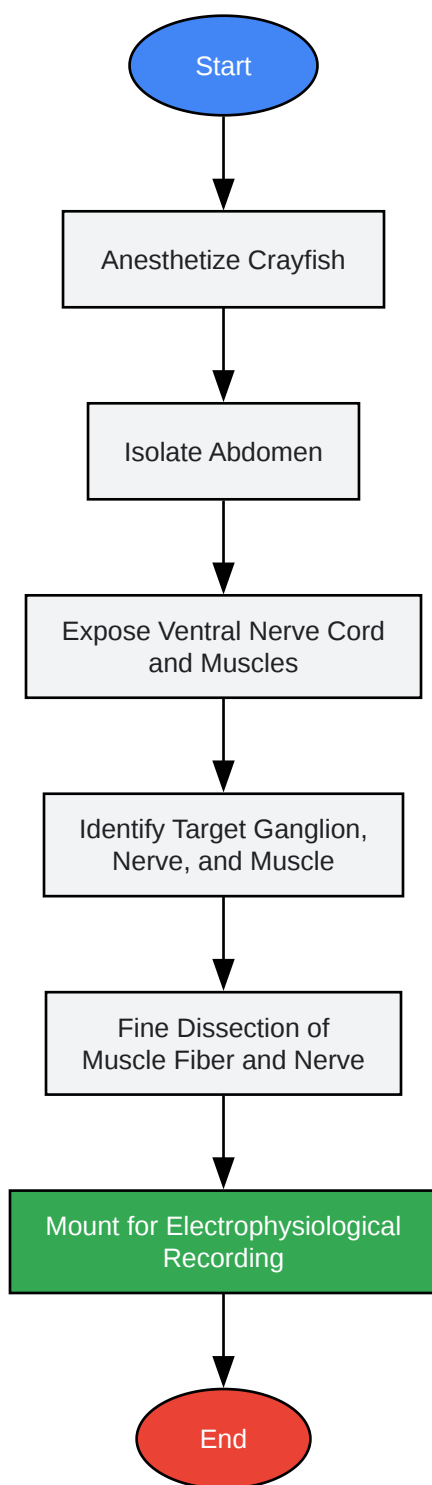 Start
Anesthetize Crayfish
Isolate Abdomen
Expose Ventral Nerve Cord
and Muscles
Identify Target Ganglion,
Nerve, and Muscle
Fine Dissection of
Muscle Fiber and Nerve
Mount for Electrophysiological
Recording
End